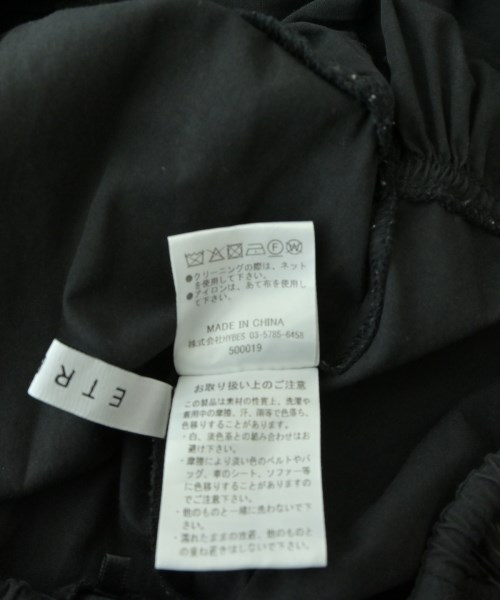 ●クリーニングの際は、ネット
を使用して下さい。
●アイロンは、あて布を使用し
て下さい。
MADE IN CHINA
株式会社HYBES 03-5785-6458
500019
ETR
お取り扱い上のご注意
この製品は素材の性質上、洗濯や
着用中の摩擦、汗、雨等で色落ち、
色移りすることがあります。
・白、淡色系との組み合わせはお
避け下さい。
・摩擦により淡い色のベルトやバ
ッグ、車のシート、ソファー等
に色移りすることがありますの
でご注意下さい。
・他のものと一緒に洗わないで下
さい。
・濡れたままの放置、他のものと
の重ね置きはしないで下さい。